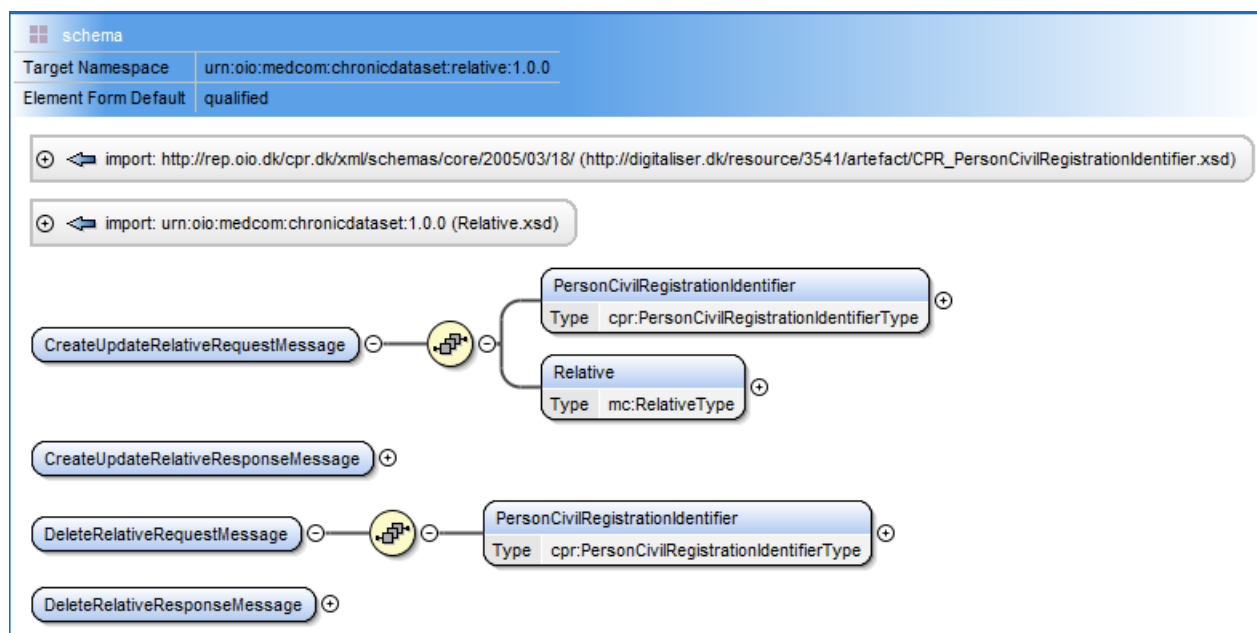 schema
Target Namespace urn:oio:medcom:chronicdataset:relative:1.0.0
Element Form Default qualified
import: http://rep.oio.dk/cpr.dk/xml/schemas/core/2005/03/18/ (http://digitaliser.dk/resource/3541/artefact/CPR_PersonCivilRegistrationIdentifier.xsd)
import: urn:oio:medcom:chronicdataset:1.0.0 (Relative.xsd)
CreateUpdateRelativeRequestMessage
PersonCivilRegistrationIdentifier
Type cpr:PersonCivilRegistrationIdentifierType
Relative
Type mc:RelativeType
CreateUpdateRelativeResponseMessage
DeleteRelativeRequestMessage
PersonCivilRegistrationIdentifier
Type cpr:PersonCivilRegistrationIdentifierType
DeleteRelativeResponseMessage